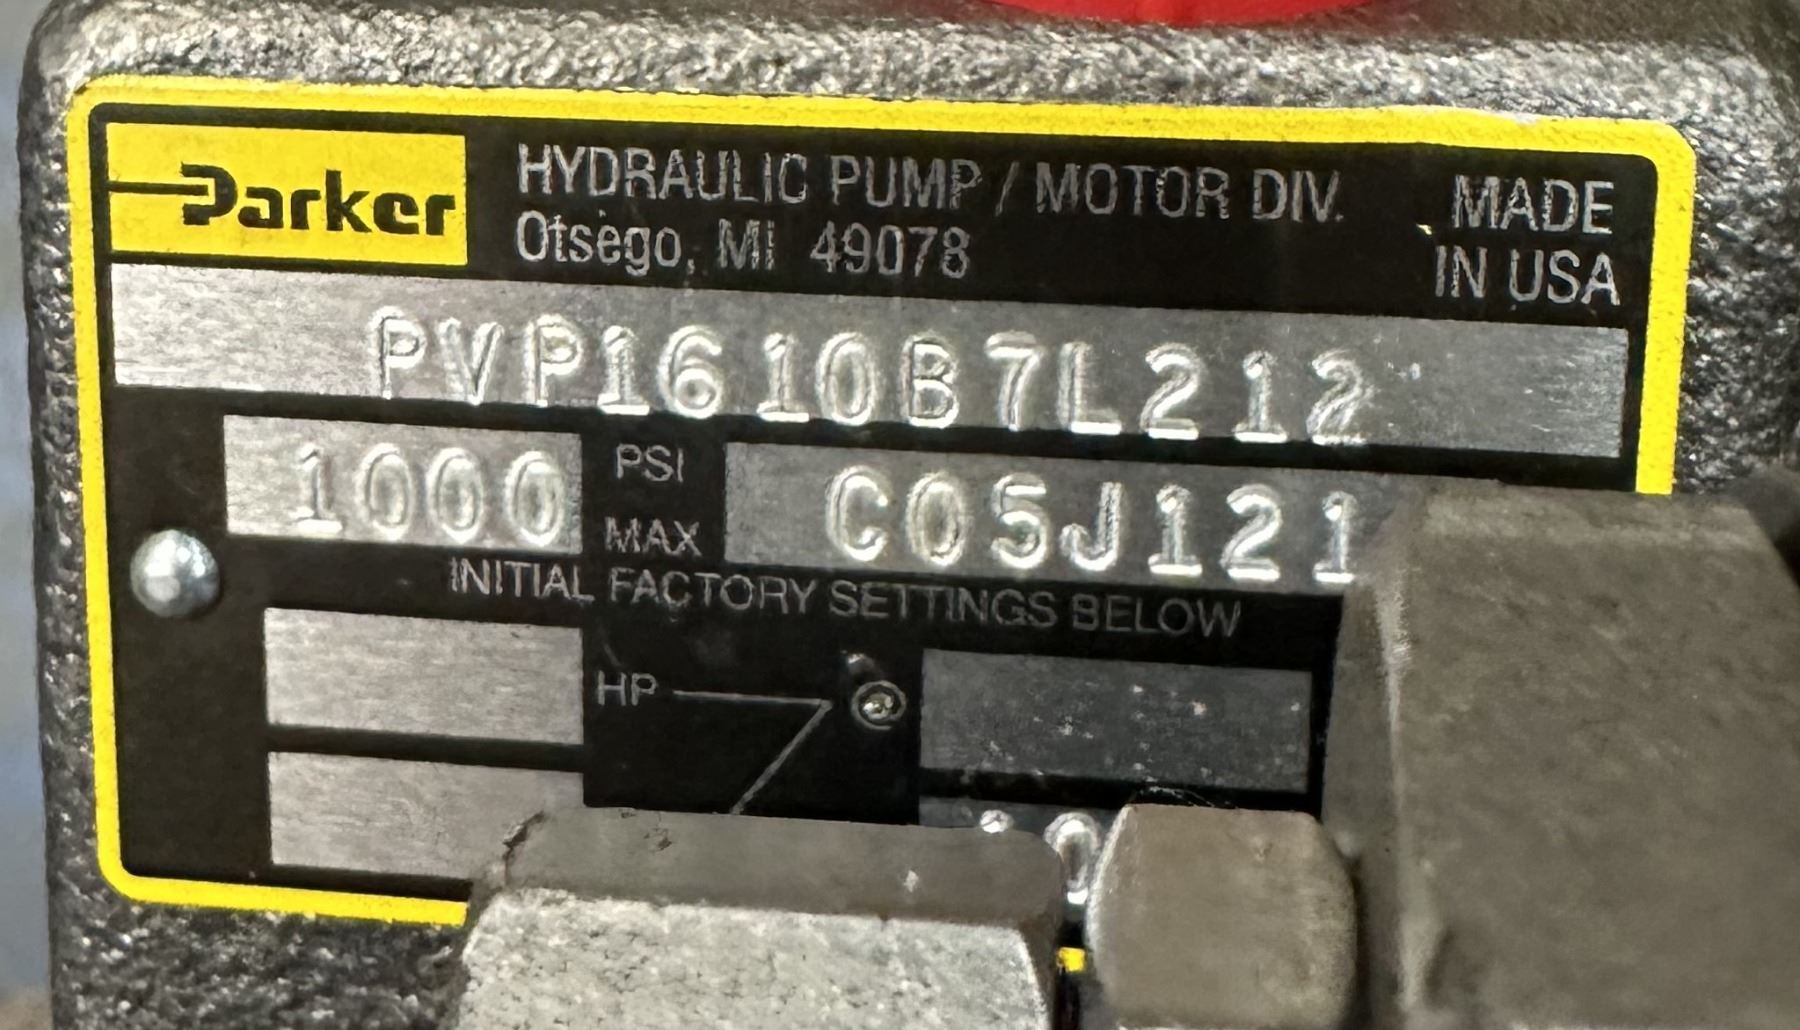 Parker
HYDRAULIC PUMP / MOTOR DIV.
Otsego, MI 49078
MADE
IN USA
PVP1610B7L212
1000
PSI
MAX
C05J121
INITIAL FACTORY SETTINGS BELOW
HP